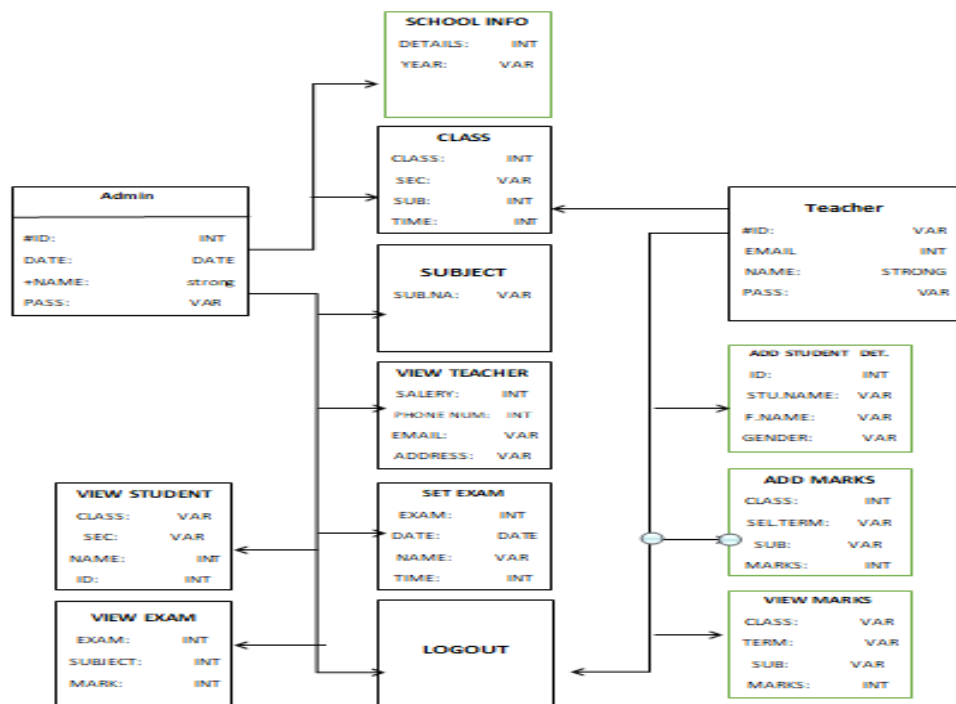 SCHOOL INFO
DETAILS: INT
YEAR: VAR
CLASS
CLASS: INT
SEC: VAR
SUB: INT
TIME: INT
Admin
#ID: INT
DATE: DATE
+NAME: strong
PASS: VAR
Teacher
#ID: VAR
EMAIL INT
NAME: STRONG
PASS: VAR
SUBJECT
SUB.NA: VAR
VIEW TEACHER
SALERY: INT
PHONE NUM: INT
EMAIL: VAR
ADDRESS: VAR
ADD STUDENT DET.
ID: INT
STU.NAME: VAR
F.NAME: VAR
GENDER: VAR
VIEW STUDENT
CLASS: VAR
SEC: VAR
NAME: INT
ID: INT
SET EXAM
EXAM: INT
DATE: DATE
NAME: VAR
TIME: INT
ADD MARKS
CLASS: INT
SEL.TERM: VAR
SUB: VAR
MARKS: INT
VIEW EXAM
EXAM: INT
SUBJECT: INT
MARK: INT
LOGOUT
VIEW MARKS
CLASS: VAR
TERM: VAR
SUB: VAR
MARKS: INT